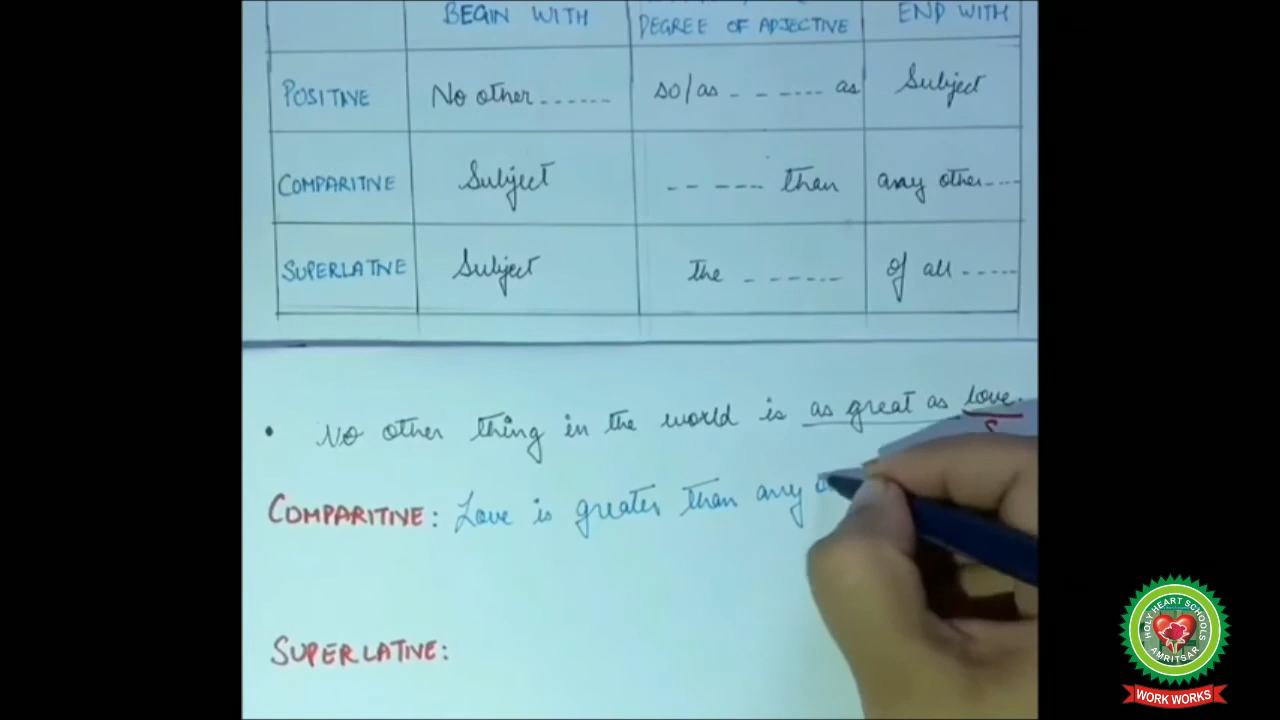 BEGIN WITH
DEGREE OF ADJECTIVE
END WITH
POSITIVE No other ------ so/as ------ as Subject
COMPARITIVE Subject ------ than any other ----
SUPERLATIVE Subject the ------ of all -----
• No other thing in the world is as great as love.
S
COMPARITIVE: Love is greater than any
SUPERLATIVE:
HOLY HEART SCHOOLS
AMRITSAR
WORK WORKS